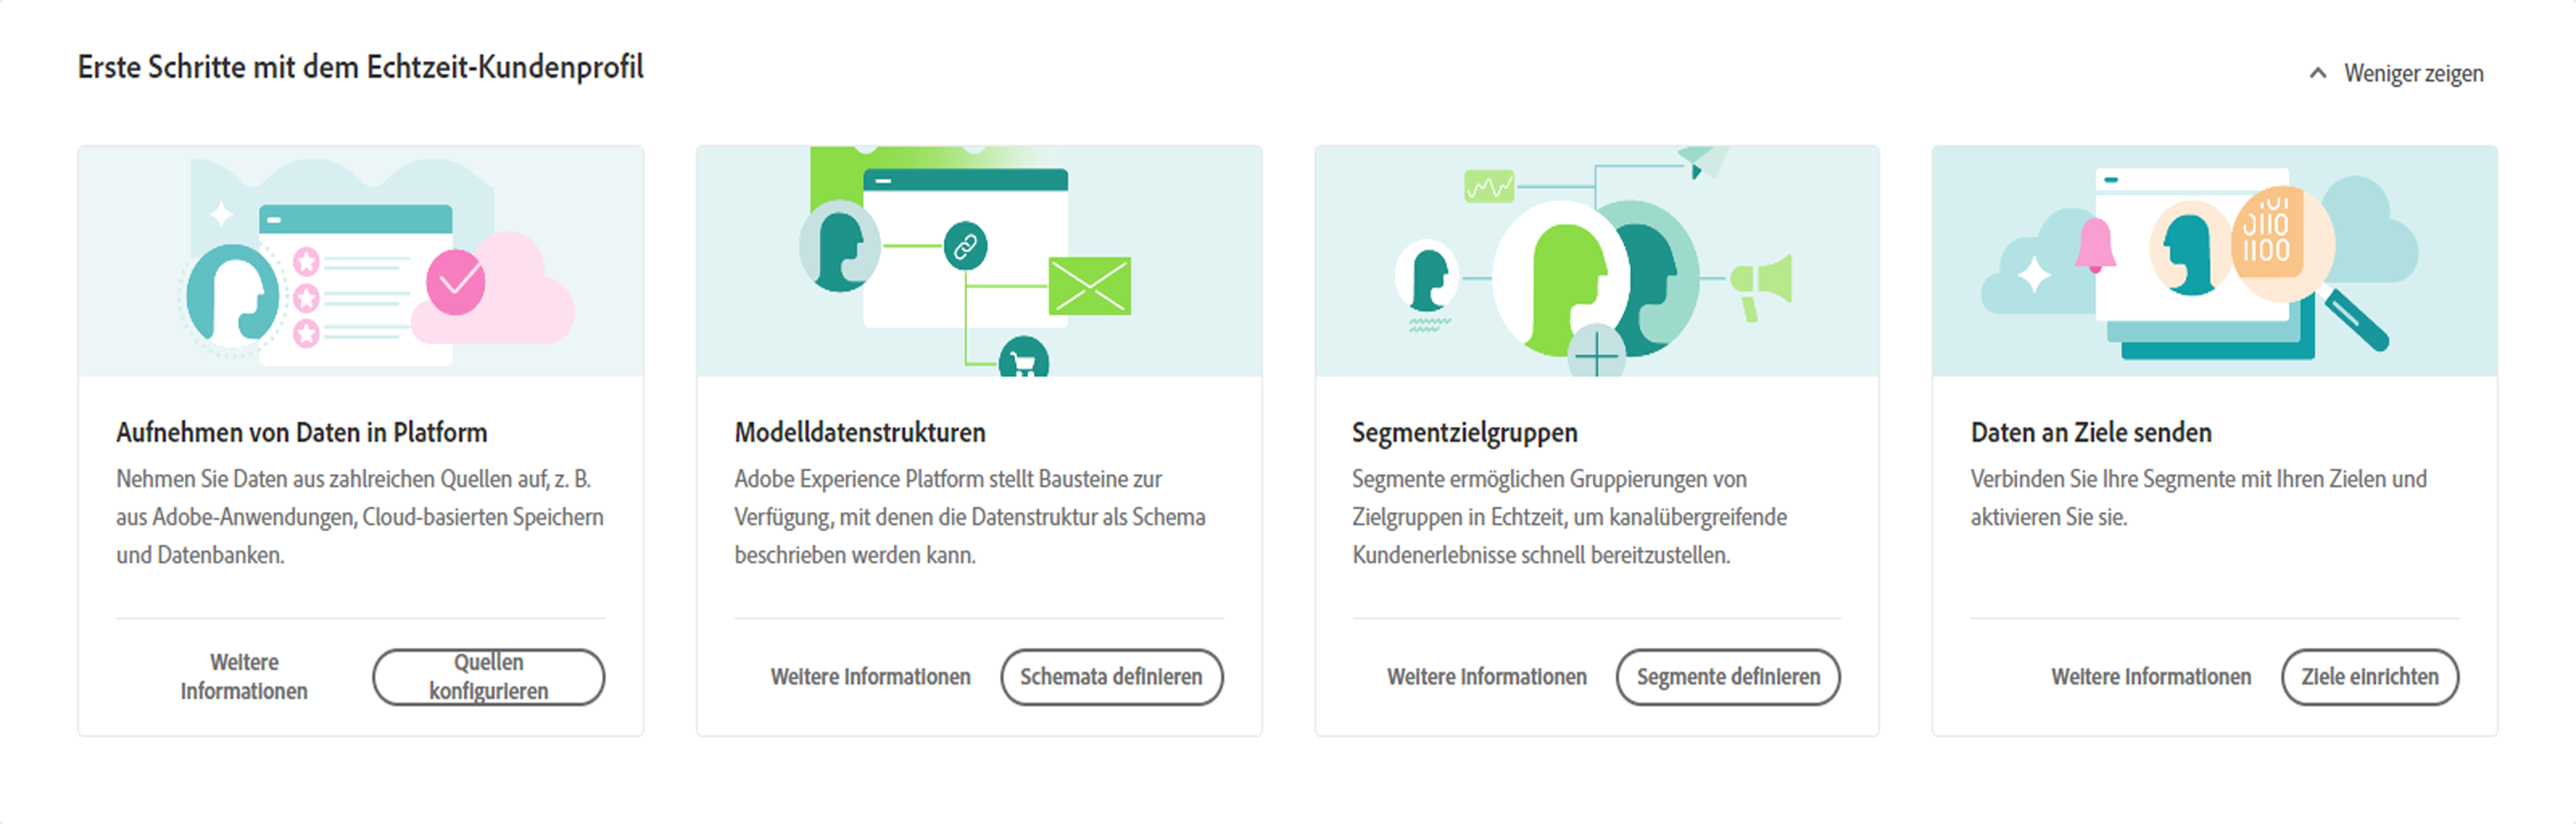 Erste Schritte mit dem Echtzeit-Kundenprofil
Weniger zeigen
IOI
0110
1100
Aufnehmen von Daten in Platform
Nehmen Sie Daten aus zahlreichen Quellen auf, z. B.
aus Adobe-Anwendungen, Cloud-basierten Speichern
und Datenbanken.
Weitere
Informationen
Quellen
konfigurieren
Modelldatenstrukturen
Adobe Experience Platform stellt Bausteine zur
Verfügung, mit denen die Datenstruktur als Schema
beschrieben werden kann.
Weitere Informationen
Schemata definieren
Segmentzielgruppen
Segmente ermöglichen Gruppierungen von
Zielgruppen in Echtzeit, um kanalübergreifende
Kundenerlebnisse schnell bereitzustellen.
Weitere Informationen
Segmente definieren
Daten an Ziele senden
Verbinden Sie Ihre Segmente mit Ihren Zielen und
aktivieren Sie sie.
Weitere Informationen
Ziele einrichten